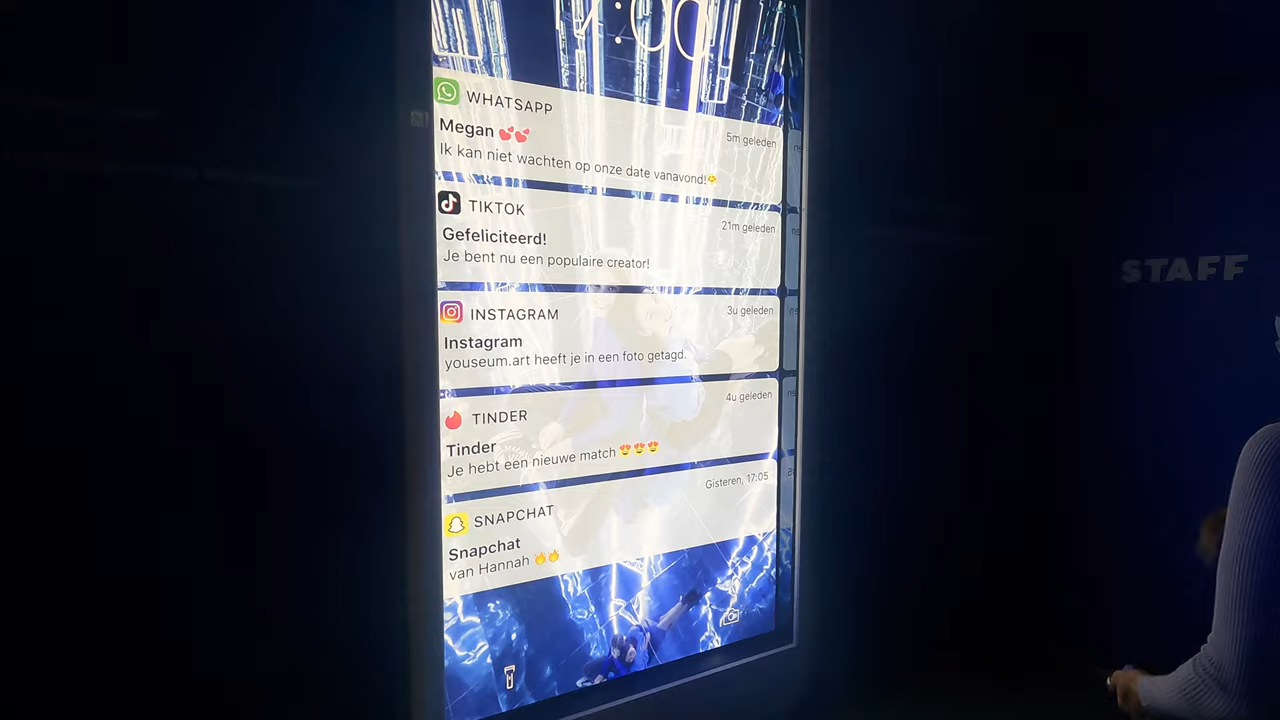 WHATSAPP
Megan 💕💕
5m geleden
Ik kan niet wachten op onze date vanavond!
TIKTOK
21m geleden
Gefeliciteerd!
Je bent nu een populaire creator!
INSTAGRAM
3u geleden
Instagram
youseum.art heeft je in een foto getagd.
TINDER
4u geleden
Tinder
Je hebt een nieuwe match 😍😍😍
SNAPCHAT
Gisteren, 17:05
Snapchat
van Hannah 🔥🔥
STAFF